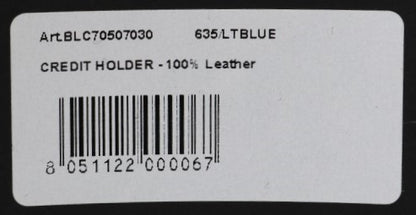 Art.BLC70507030 635/LTBLUE
CREDIT HOLDER - 100% Leather
8 051122 000067